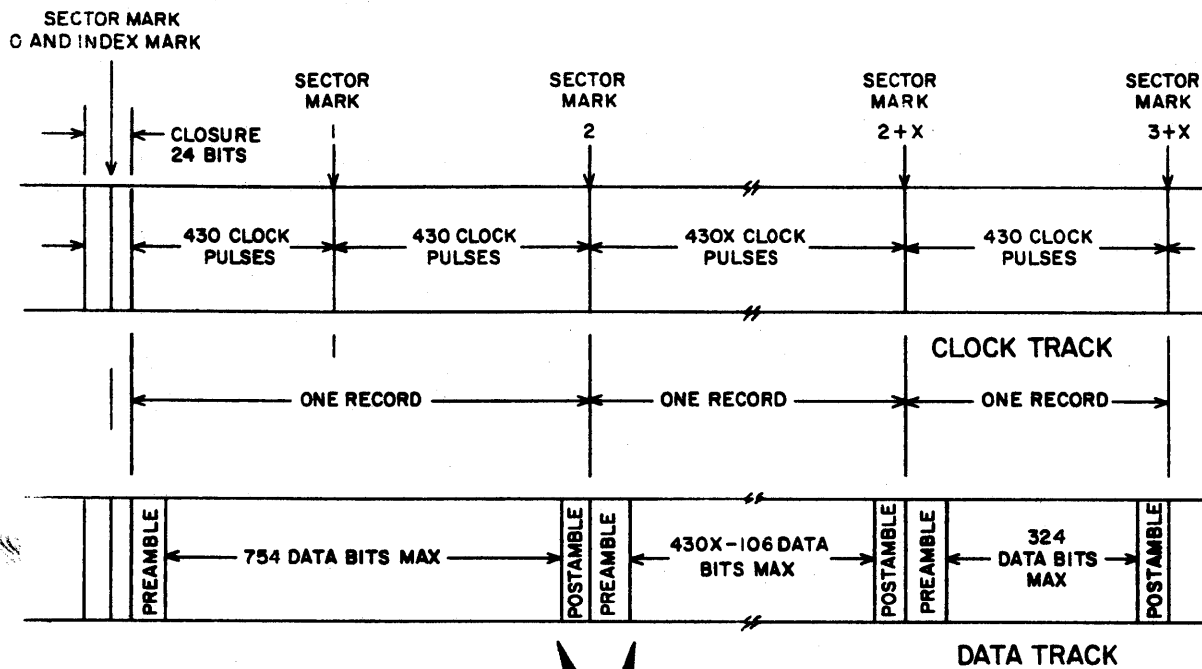 SECTOR MARK
0 AND INDEX MARK
SECTOR
MARK
1
SECTOR
MARK
2
SECTOR
MARK
2+X
SECTOR
MARK
3+X
CLOSURE
24 BITS
430 CLOCK
PULSES
430 CLOCK
PULSES
430X CLOCK
PULSES
430 CLOCK
PULSES
CLOCK TRACK
ONE RECORD
ONE RECORD
ONE RECORD
PREAMBLE
754 DATA BITS MAX
POSTAMBLE
PREAMBLE
430X-106 DATA
BITS MAX
POSTAMBLE
PREAMBLE
324
DATA BITS
MAX
POSTAMBLE
DATA TRACK